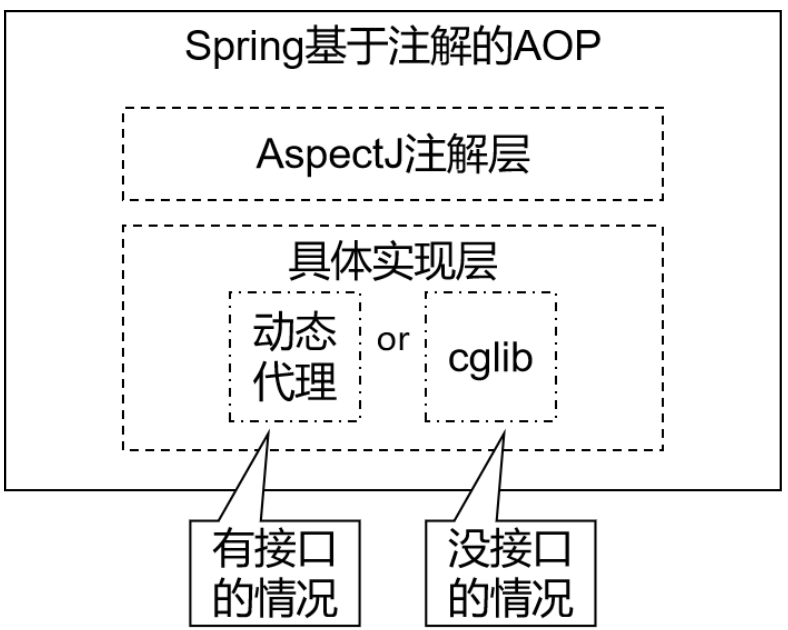 Spring基于注解的AOP
AspectJ注解层
具体实现层
动态
代理
or
cglib
有接口
的情况
没接口
的情况